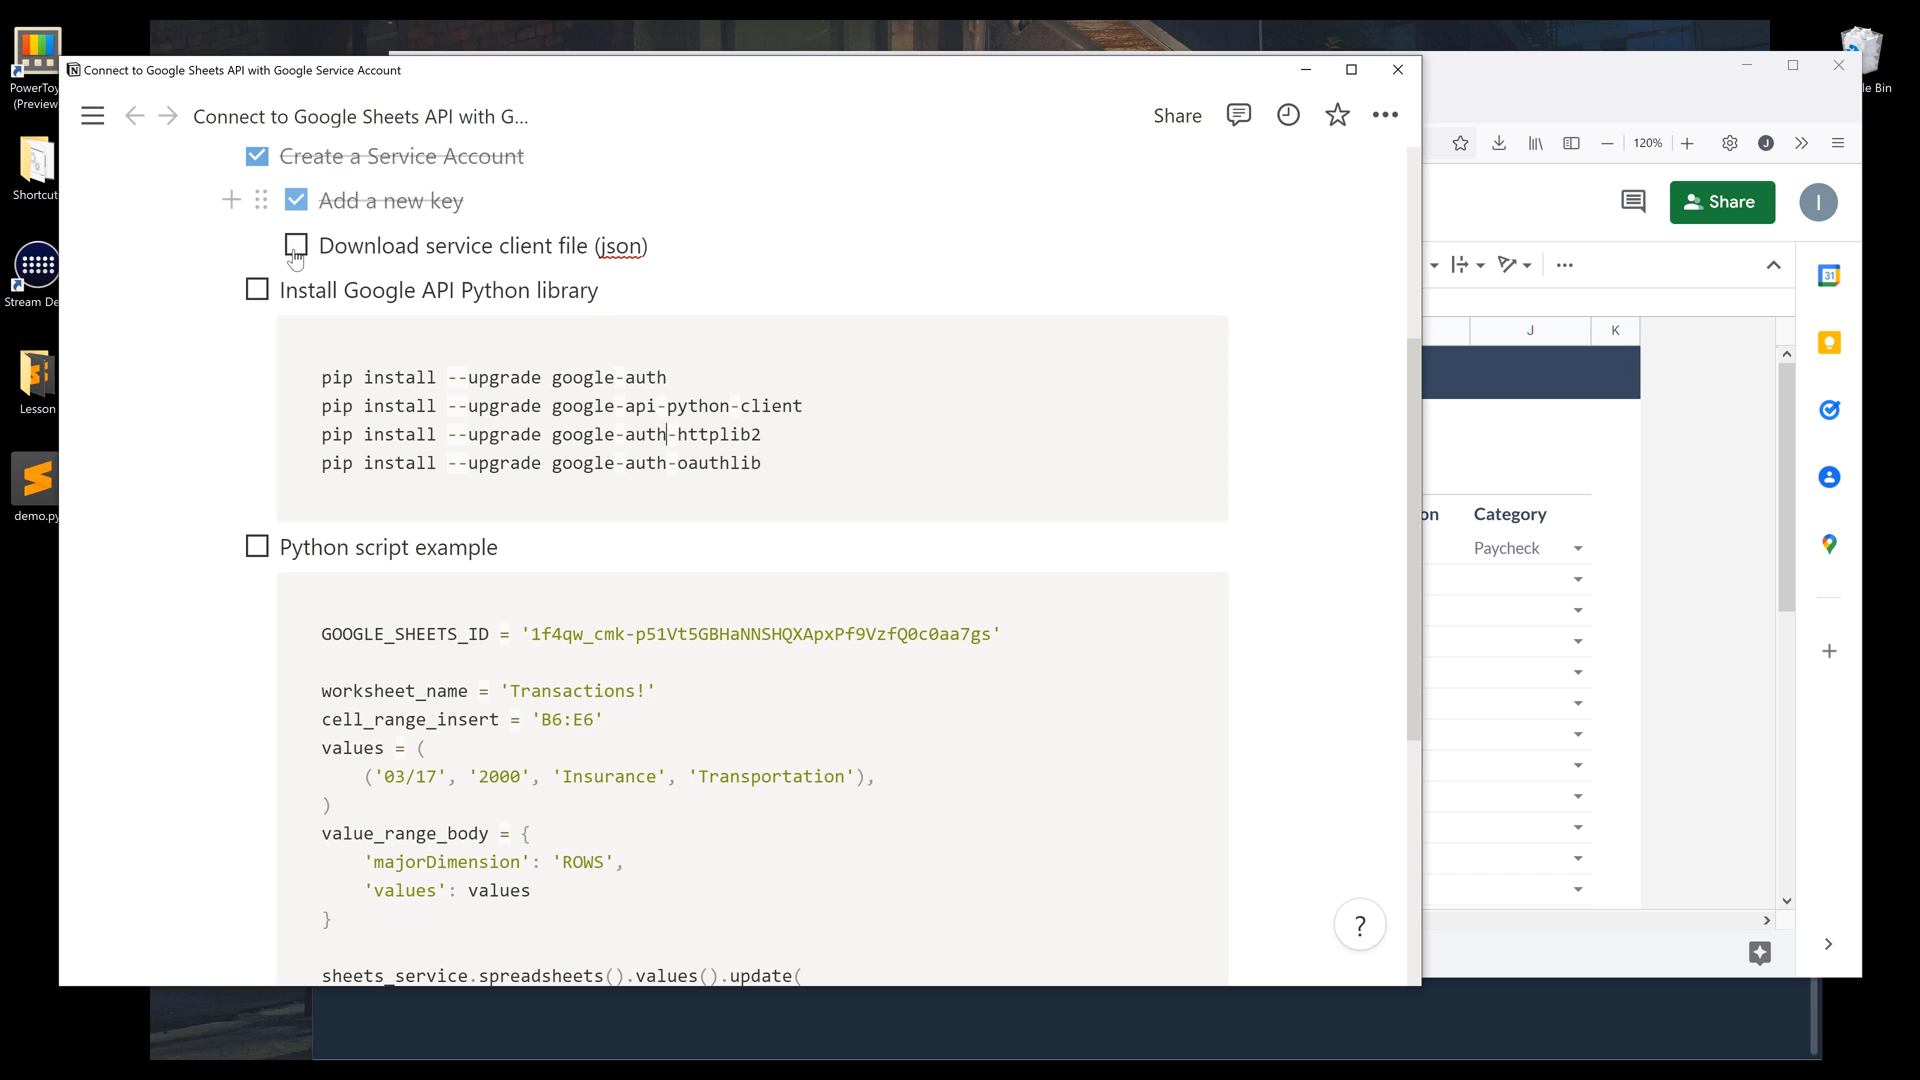 PowerToy
(Preview
Shortcut
Stream De
Lesson
demo.py
le Bin
Connect to Google Sheets API with Google Service Account
Connect to Google Sheets API with G...
Share
Create a Service Account
Add a new key
Download service client file (json)
Install Google API Python library
pip install --upgrade google-auth
pip install --upgrade google-api-python-client
pip install --upgrade google-auth-httplib2
pip install --upgrade google-auth-oauthlib
Python script example
GOOGLE_SHEETS_ID = '1f4qw_cmk-p51Vt5GBHaNNSHQXApxPf9VzfQ0c0aa7gs'
worksheet_name = 'Transactions!'
cell_range_insert = 'B6:E6'
values = (
('03/17', '2000', 'Insurance', 'Transportation'),
)
value_range_body = {
'majorDimension': 'ROWS',
'values': values
}
sheets_service.spreadsheets().values().update(
?
120%
J
Share
I
31
J
K
on
Category
Paycheck